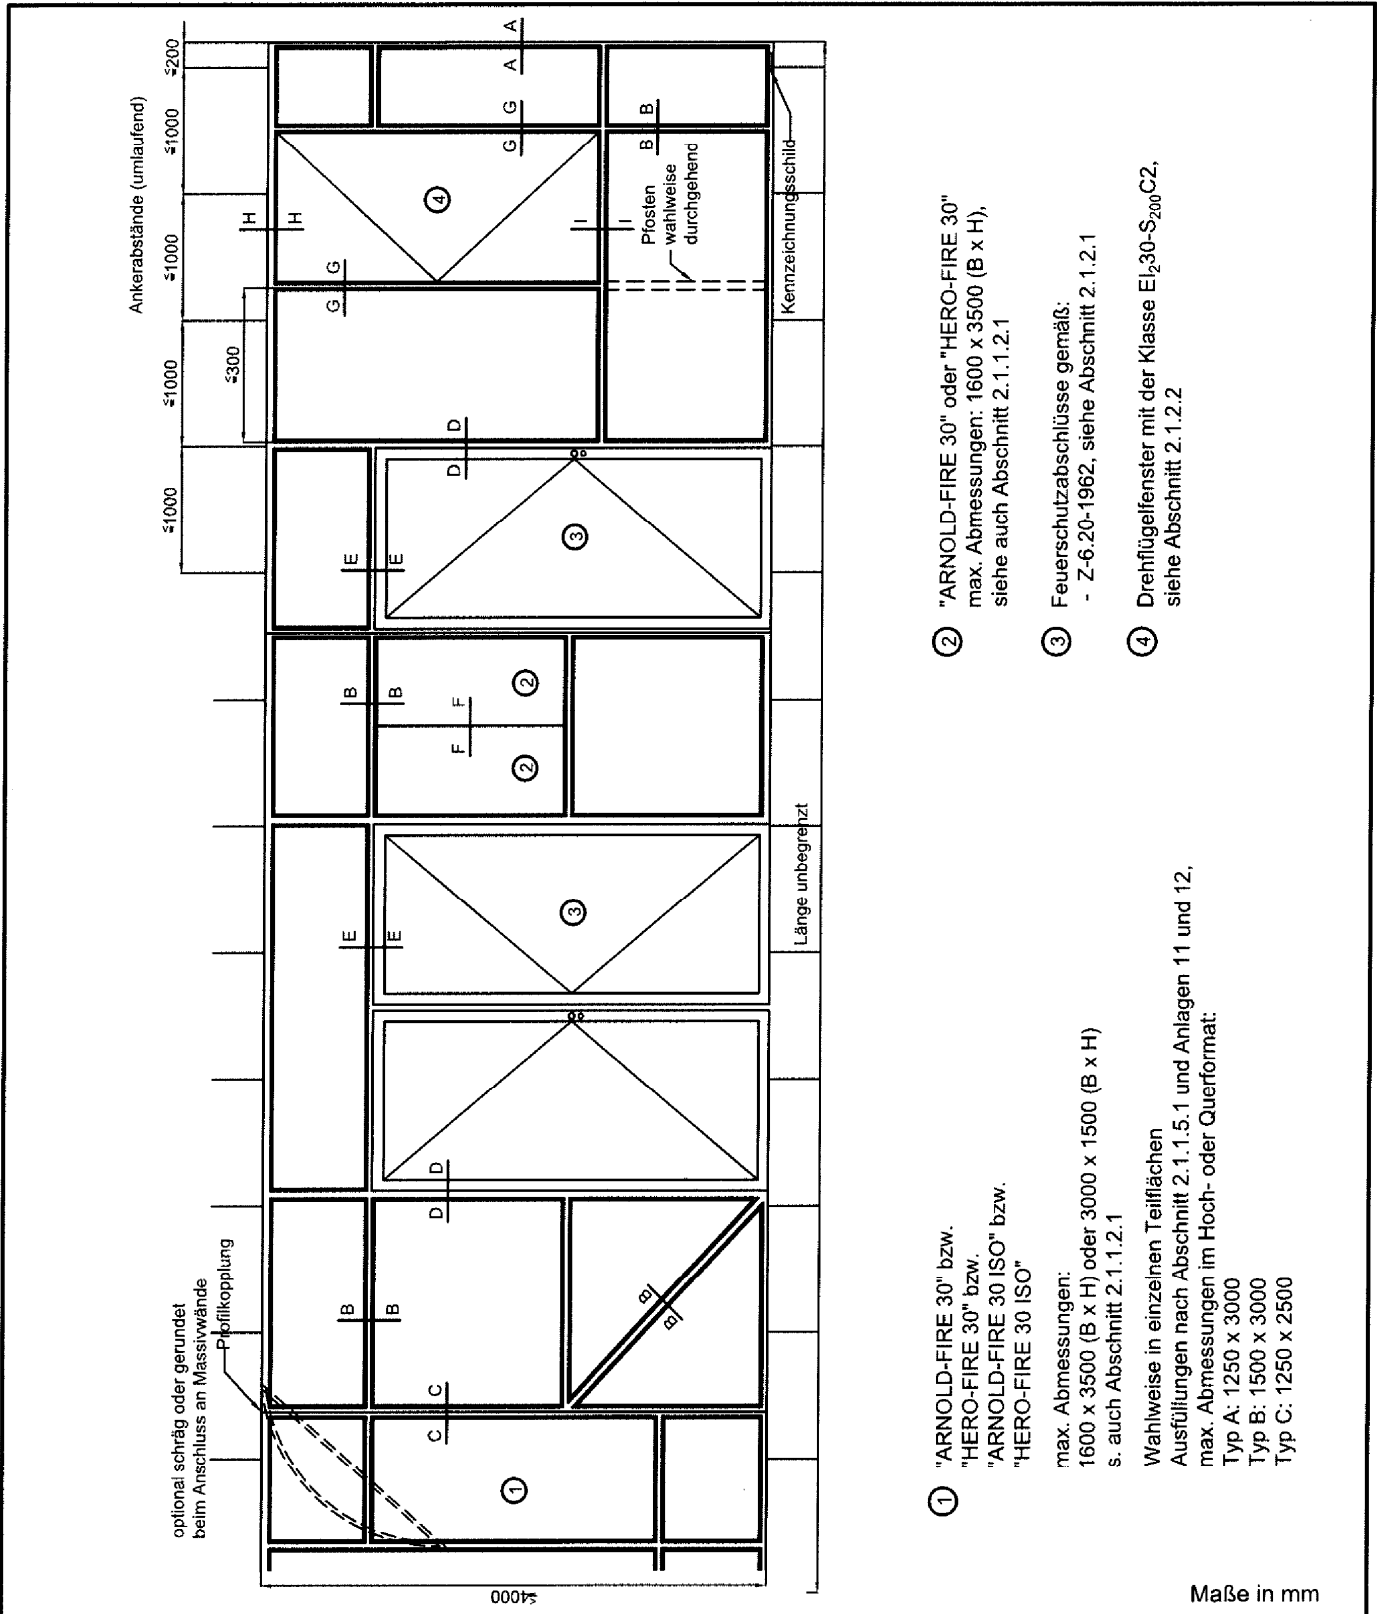 optional schräg oder gerundet
beim Anschluss an Massivwände
Profilkopplung
Ankerabstände (umlaufend)
≤1000
≤1000
≤1000
≤1000
≤200
≤300
≤4000
C
C
B
B
B
B
D
D
E
E
F
F
B
B
E
E
D
D
G
G
H
H
I
I
G
G
B
B
A
A
1
3
2
2
3
4
Pfosten
wahlweise
durchgehend
Kennzeichnungsschild
Länge unbegrenzt
1 "ARNOLD-FIRE 30" bzw.
"HERO-FIRE 30" bzw.
"ARNOLD-FIRE 30 ISO" bzw.
"HERO-FIRE 30 ISO"
max. Abmessungen:
1600 x 3500 (B x H) oder 3000 x 1500 (B x H)
s. auch Abschnitt 2.1.1.2.1
Wahlweise in einzelnen Teilflächen
Ausfüllungen nach Abschnitt 2.1.1.5.1 und Anlagen 11 und 12,
max. Abmessungen im Hoch- oder Querformat:
Typ A: 1250 x 3000
Typ B: 1500 x 3000
Typ C: 1250 x 2500
2 "ARNOLD-FIRE 30" oder "HERO-FIRE 30"
max. Abmessungen: 1600 x 3500 (B x H),
siehe auch Abschnitt 2.1.1.2.1
3 Feuerschutzabschlüsse gemäß:
- Z-6.20-1962, siehe Abschnitt 2.1.2.1
4 Drehflügelfenster mit der Klasse EI₂30-S₂₀₀C2,
siehe Abschnitt 2.1.2.2
Maße in mm